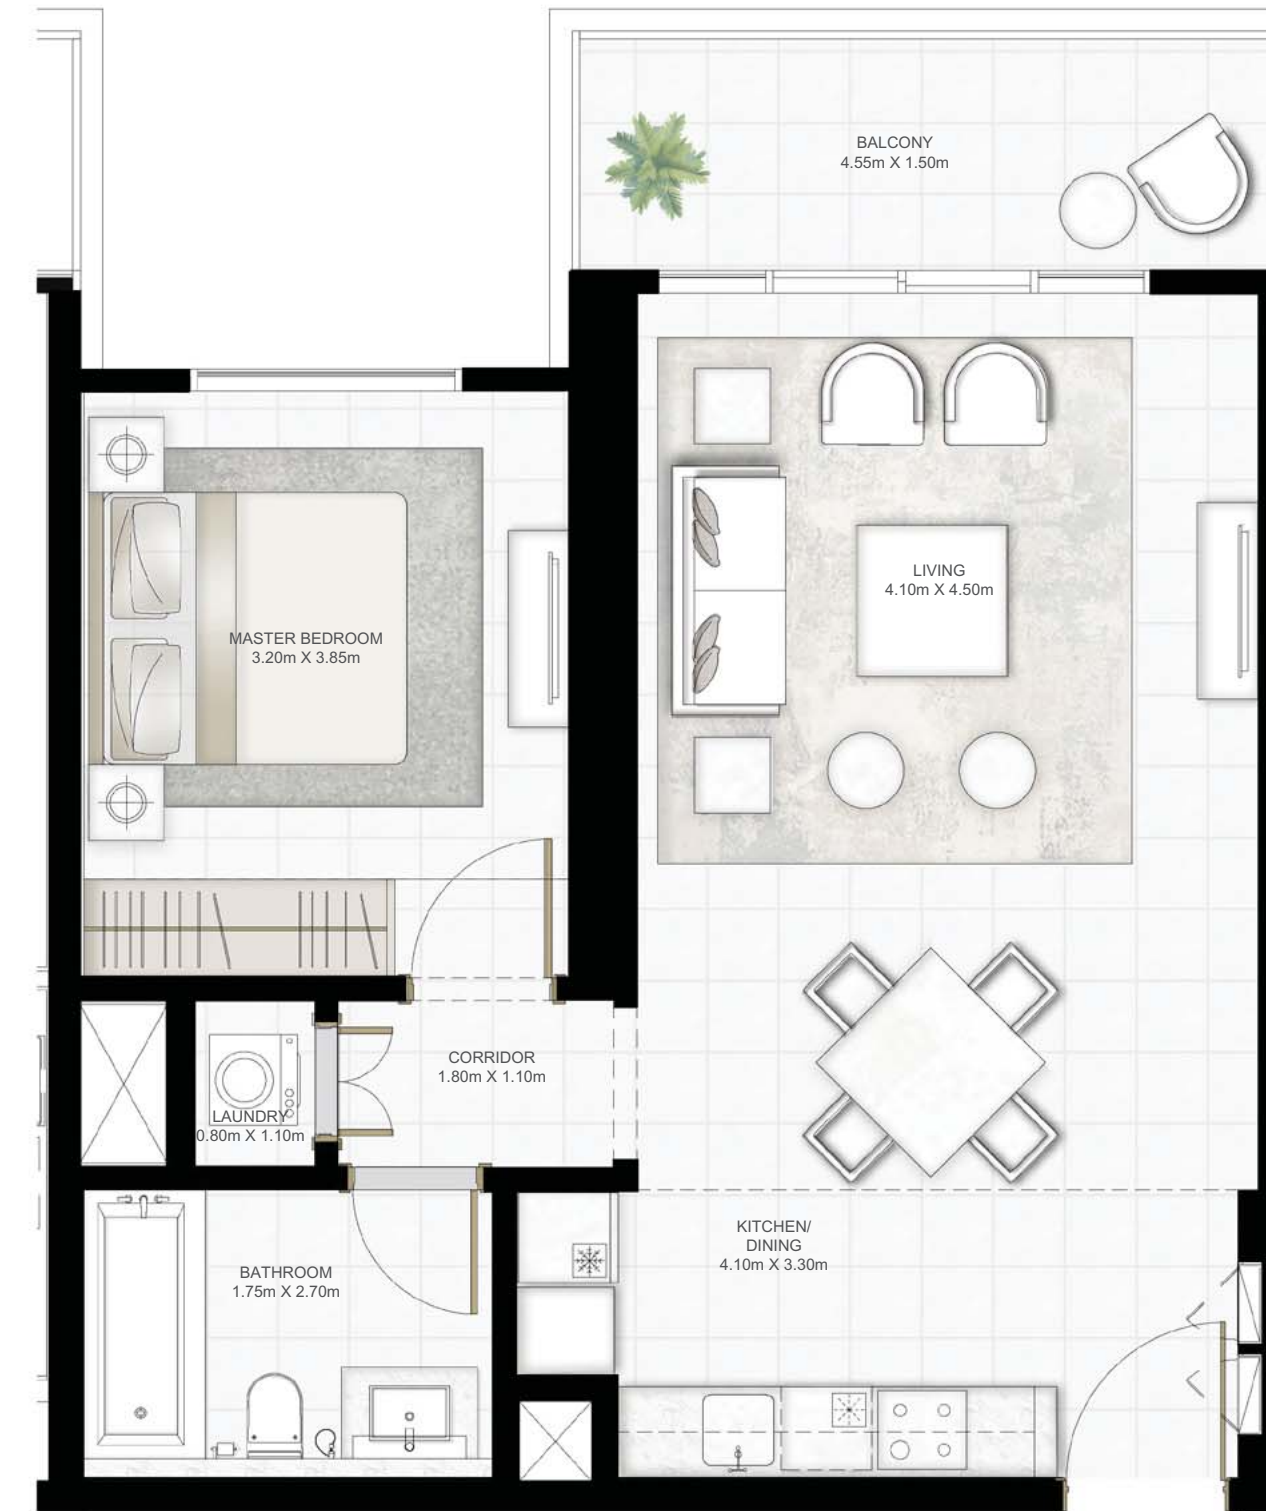 BALCONY
4.55m X 1.50m
LIVING
4.10m X 4.50m
MASTER BEDROOM
3.20m X 3.85m
CORRIDOR
1.80m X 1.10m
LAUNDRY
0.80m X 1.10m
KITCHEN/
DINING
4.10m X 3.30m
BATHROOM
1.75m X 2.70m